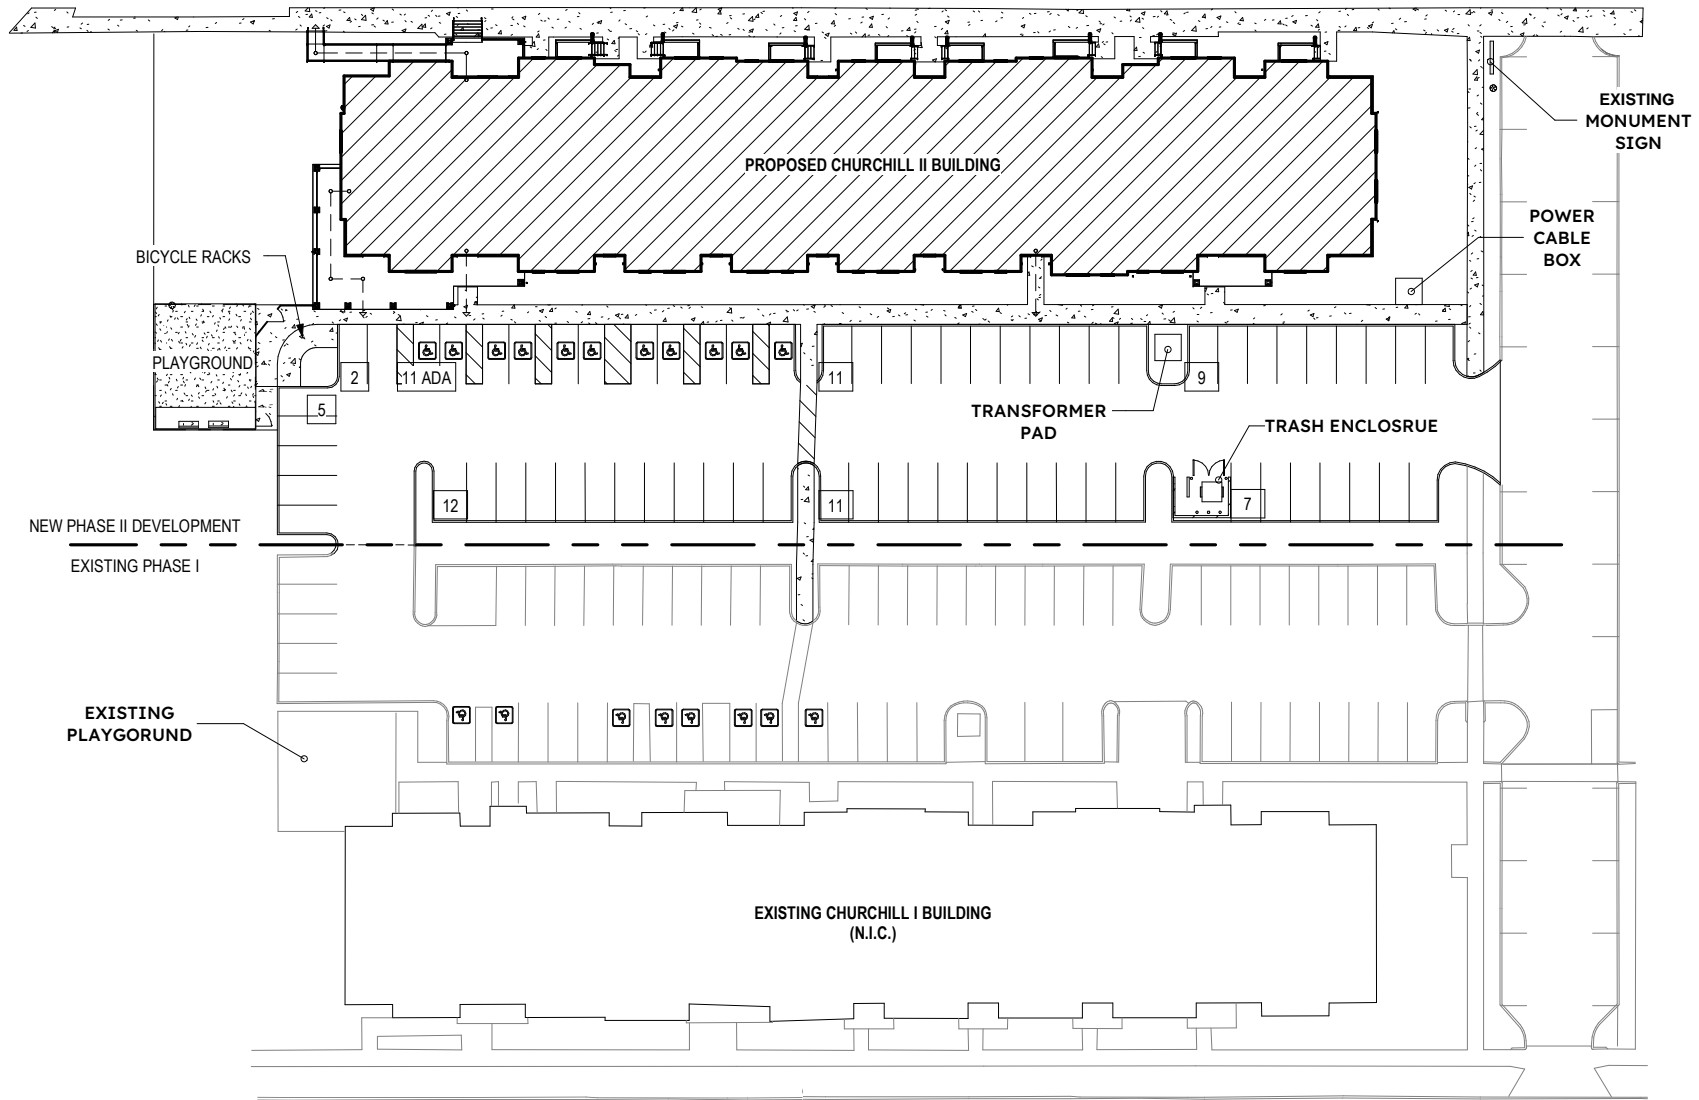 EXISTING
MONUMENT
SIGN
PROPOSED CHURCHILL II BUILDING
POWER
CABLE
BOX
BICYCLE RACKS
PLAYGROUND
2
11 ADA
11
9
5
TRANSFORMER
PAD
TRASH ENCLOSRUE
12
11
7
NEW PHASE II DEVELOPMENT
EXISTING PHASE I
EXISTING
PLAYGORUND
EXISTING CHURCHILL I BUILDING
(N.I.C.)